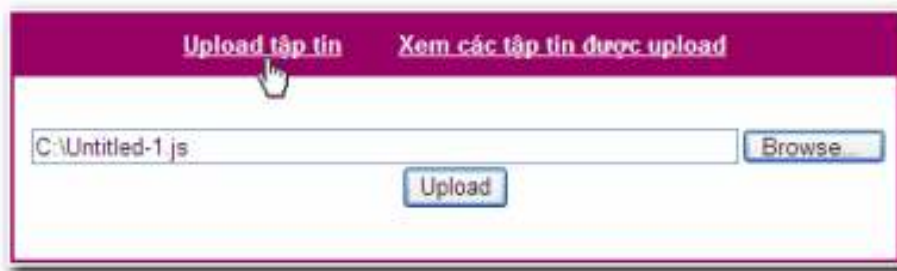 Upload tập tin Xem các tập tin được upload
C:\Untitled-1.js Browse...
Upload